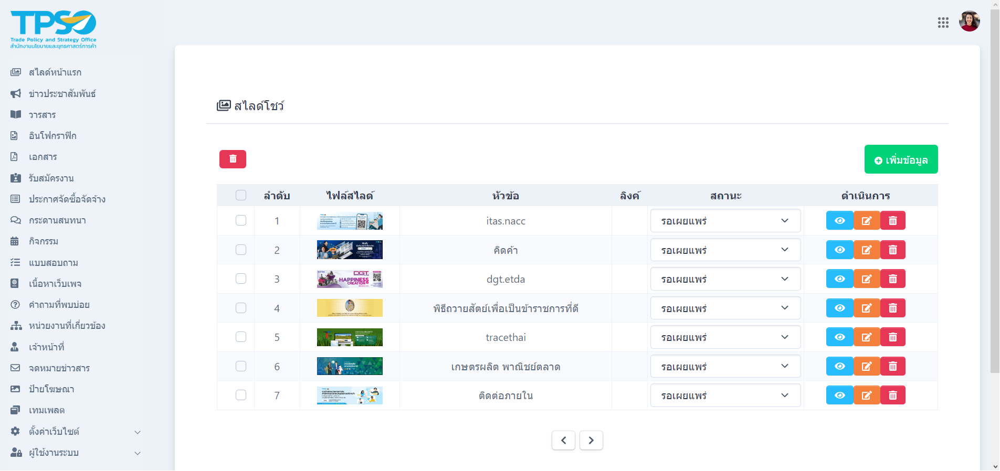 TPSO
Trade Policy and Strategy Office
สำนักงานนโยบายและยุทธศาสตร์การค้า
สไลด์หน้าแรก
ข่าวประชาสัมพันธ์
วารสาร
อินโฟกราฟิก
เอกสาร
รับสมัครงาน
ประกาศจัดซื้อจัดจ้าง
กระดานสนทนา
กิจกรรม
แบบสอบถาม
เนื้อหาเว็บเพจ
คำถามที่พบบ่อย
หน่วยงานที่เกี่ยวข้อง
เจ้าหน้าที่
จดหมายข่าวสาร
ป้ายโฆษณา
เทมเพลต
ตั้งค่าเว็บไซต์
ผู้ใช้งานระบบ
สไลด์โชว์
เพิ่มข้อมูล
ลำดับ ไฟล์สไลด์ หัวข้อ ลิงค์ สถานะ ดำเนินการ
1 itas.nacc รอเผยแพร่
2 คิดค้า รอเผยแพร่
3 DGT HAPPINESS CREATION dgt.etda รอเผยแพร่
4 พิธีถวายสัตย์เพื่อเป็นข้าราชการที่ดี รอเผยแพร่
5 tracethai รอเผยแพร่
6 เกษตรผลิต พาณิชย์ตลาด รอเผยแพร่
7 ติดต่อภายใน รอเผยแพร่